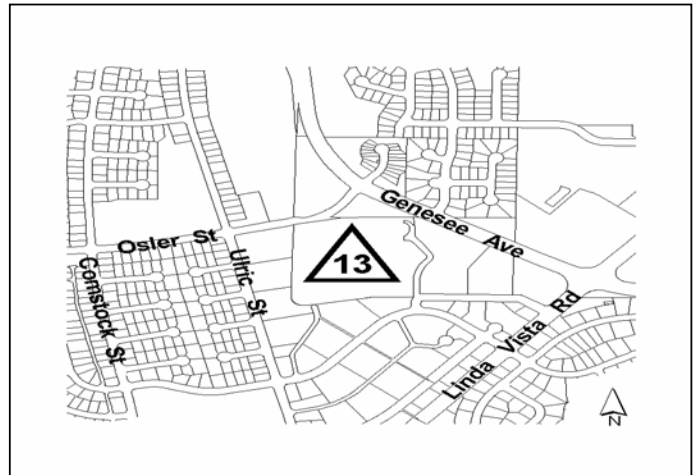 Genesee Ave
Osler St
Ulric St
13
Comstock St
Linda Vista Rd
N